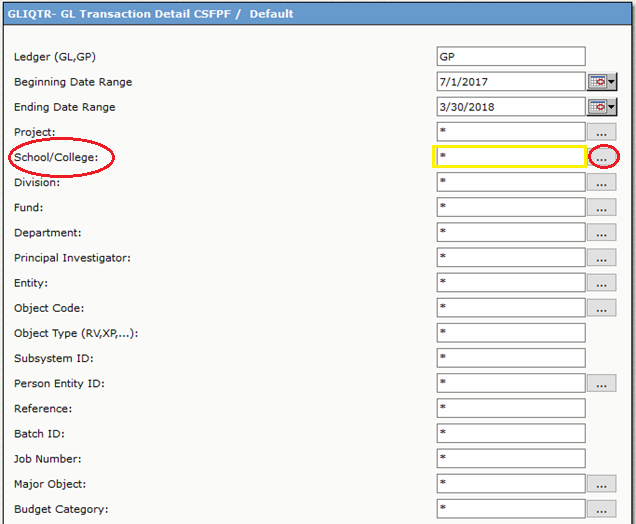 GLIQTR- GL Transaction Detail CSFPF / Default
Ledger (GL,GP) GP
Beginning Date Range 7/1/2017
Ending Date Range 3/30/2018
Project: * ...
School/College: * ...
Division: * ...
Fund: * ...
Department: * ...
Principal Investigator: * ...
Entity: * ...
Object Code: * ...
Object Type (RV,XP,...): *
Subsystem ID: *
Person Entity ID: * ...
Reference: *
Batch ID: *
Job Number: *
Major Object: * ...
Budget Category: * ...